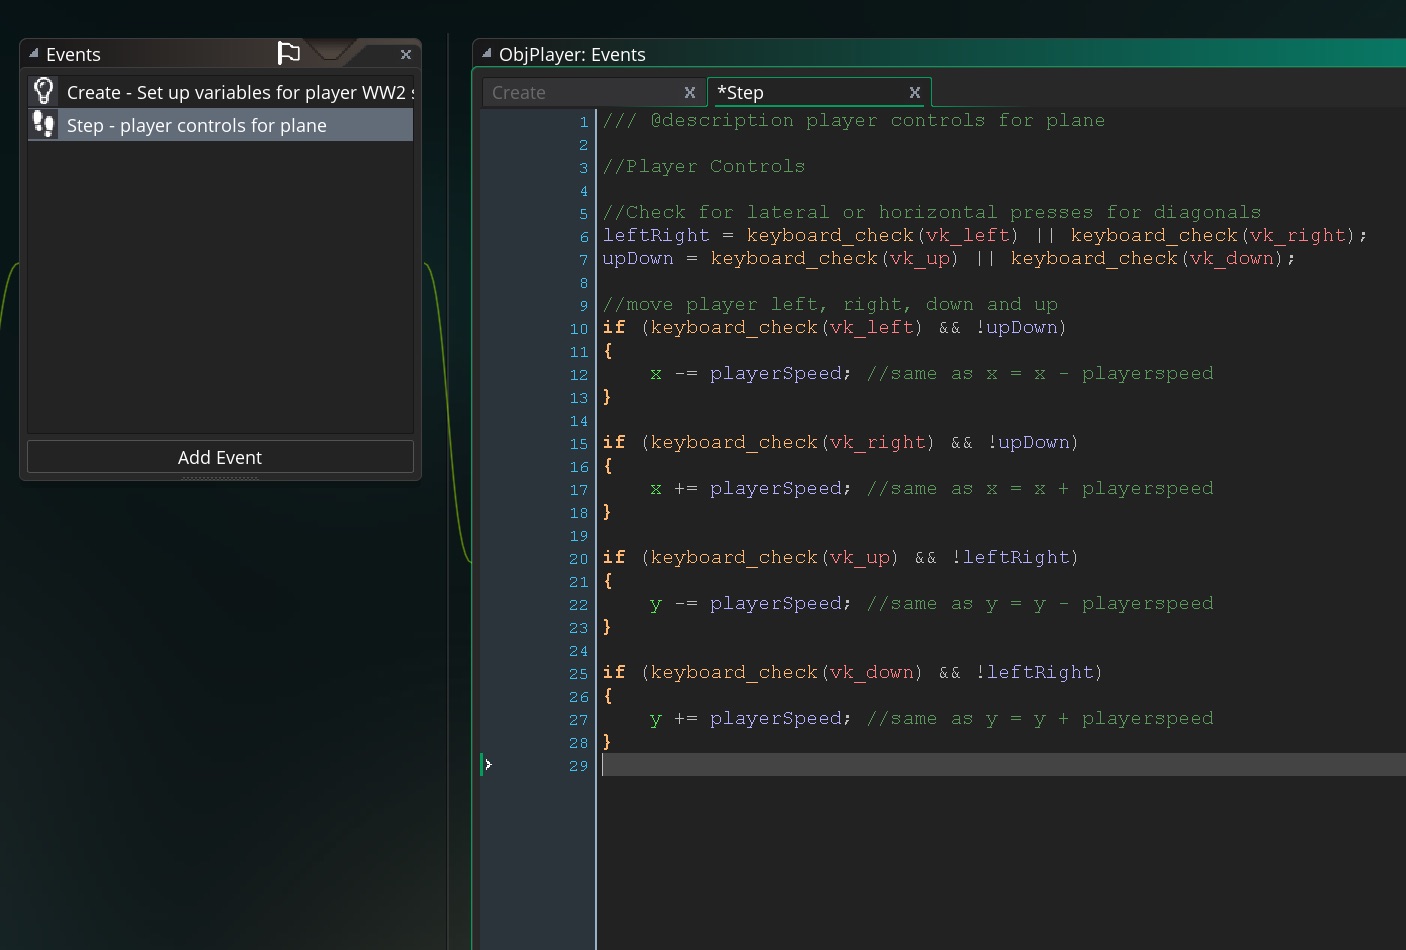 Events
Create - Set up variables for player WW2
Step - player controls for plane
Add Event
ObjPlayer: Events
Create
*Step
1 /// @description player controls for plane
2
3 //Player Controls
4
5 //Check for lateral or horizontal presses for diagonals
6 leftRight = keyboard_check(vk_left) || keyboard_check(vk_right);
7 upDown = keyboard_check(vk_up) || keyboard_check(vk_down);
8
9 //move player left, right, down and up
10 if (keyboard_check(vk_left) && !upDown)
11 {
12 x -= playerSpeed; //same as x = x - playerspeed
13 }
14
15 if (keyboard_check(vk_right) && !upDown)
16 {
17 x += playerSpeed; //same as x = x + playerspeed
18 }
19
20 if (keyboard_check(vk_up) && !leftRight)
21 {
22 y -= playerSpeed; //same as y = y - playerspeed
23 }
24
25 if (keyboard_check(vk_down) && !leftRight)
26 {
27 y += playerSpeed; //same as y = y + playerspeed
28 }
29